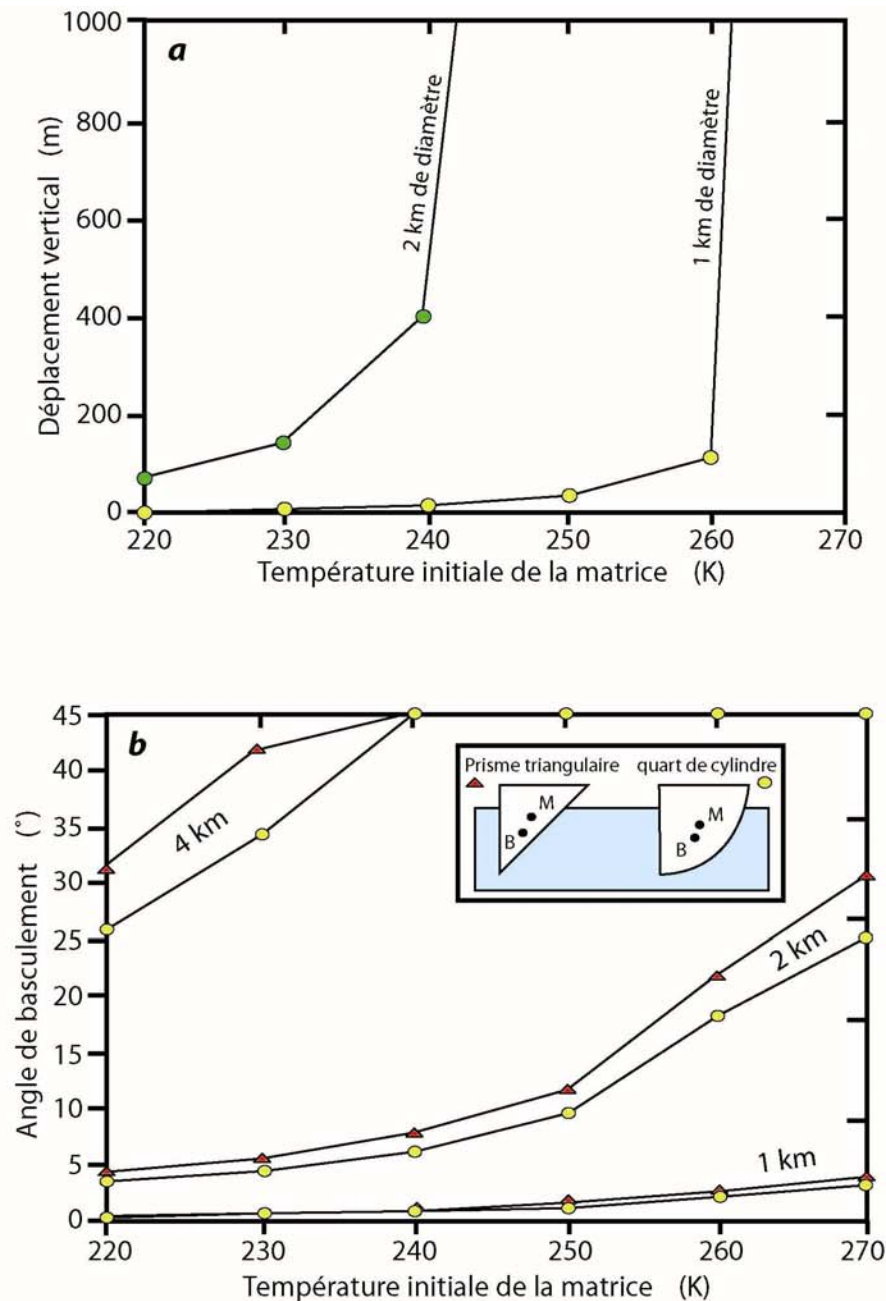 a
1000
800
600
400
200
0
Déplacement vertical (m)
2 km de diamètre
1 km de diamètre
220 230 240 250 260 270
Température initiale de la matrice (K)
b
45
40
35
30
25
20
15
10
5
0
Angle de basculement (°)
4 km
Prisme triangulaire quart de cylindre
M M
B B
2 km
1 km
220 230 240 250 260 270
Température initiale de la matrice (K)